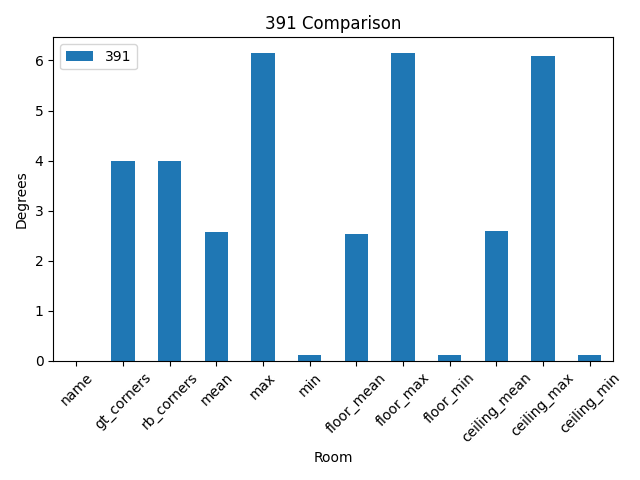 391 Comparison
391
Degrees
6
5
4
3
2
1
0
name
gt_corners
rb_corners
mean
max
min
floor_mean
floor_max
floor_min
ceiling_mean
ceiling_max
ceiling_min
Room